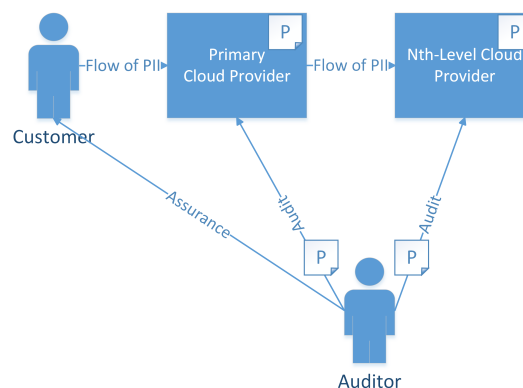 P
P
Primary
Cloud Provider
Nth-Level Cloud
Provider
Flow of PII
Flow of PII
Customer
Assurance
Audit
Audit
P
P
Auditor